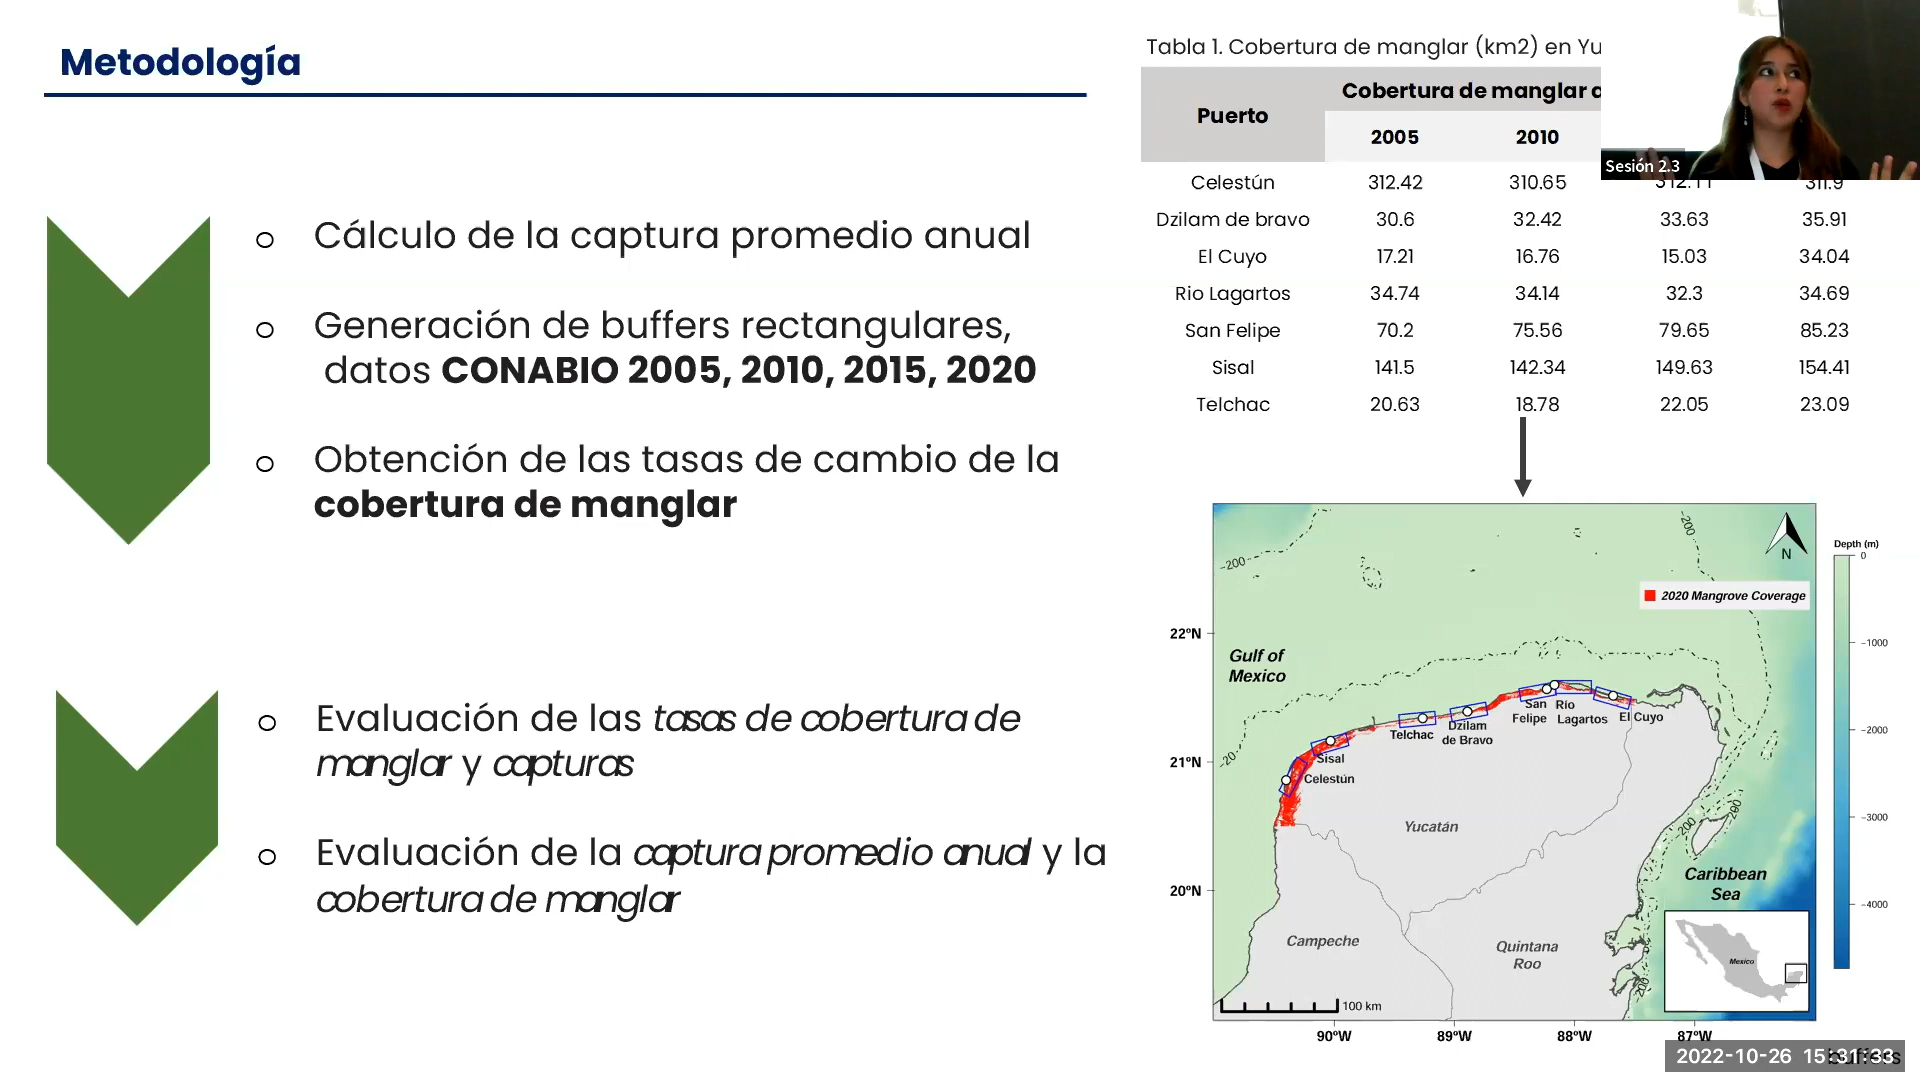 Metodología
Cálculo de la captura promedio anual
Generación de buffers rectangulares,
datos CONABIO 2005, 2010, 2015, 2020
Obtención de las tasas de cambio de la
cobertura de manglar
Evaluación de las tasas de cobertura de
manglar y capturas
Evaluación de la captura promedio anual y la
cobertura de manglar
Tabla 1. Cobertura de manglar (km2) en Yu
Puerto
Cobertura de manglar
2005 2010
Celestún 312.42 310.65 312.11 311.9
Dzilam de bravo 30.6 32.42 33.63 35.91
El Cuyo 17.21 16.76 15.03 34.04
Rio Lagartos 34.74 34.14 32.3 34.69
San Felipe 70.2 75.56 79.65 85.23
Sisal 141.5 142.34 149.63 154.41
Telchac 20.63 18.78 22.05 23.09
Sesión 2.3
Depth (m)
0
-1000
-2000
-3000
-4000
N
2020 Mangrove Coverage
-200
-200
-20
-200
-200
-200
22°N
21°N
20°N
Gulf of
Mexico
San
Felipe
Río
Lagartos
El Cuyo
Telchac
Dzilam
de Bravo
Sisal
Celestún
Yucatán
Caribbean
Sea
Campeche
Quintana
Roo
Mexico
100 km
90°W 89°W 88°W 87°W
buffers
2022-10-26 15:31:33